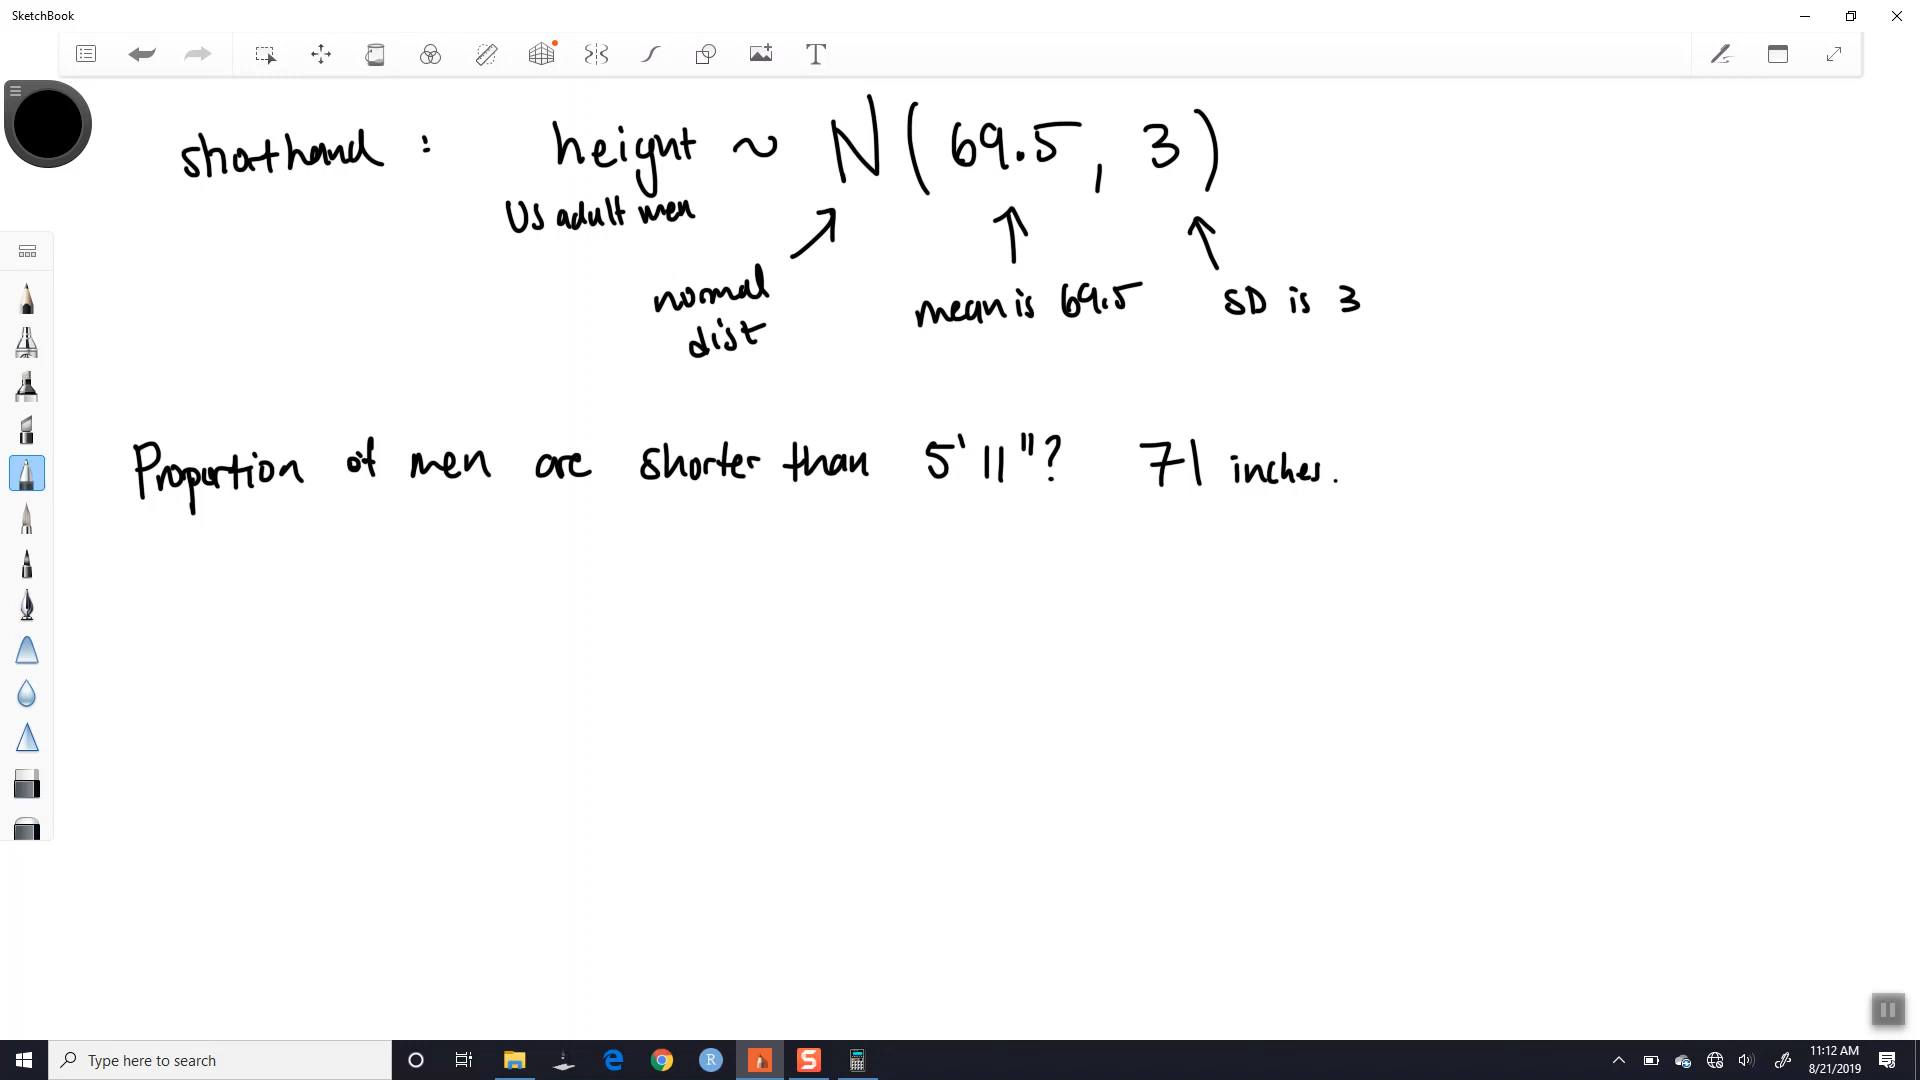 SketchBook
shorthand : height ~ N(69.5, 3)
US adult men
normal dist
mean is 69.5
SD is 3
Proportion of men are shorter than 5'11"? 71 inches.
Type here to search
11:12 AM
8/21/2019